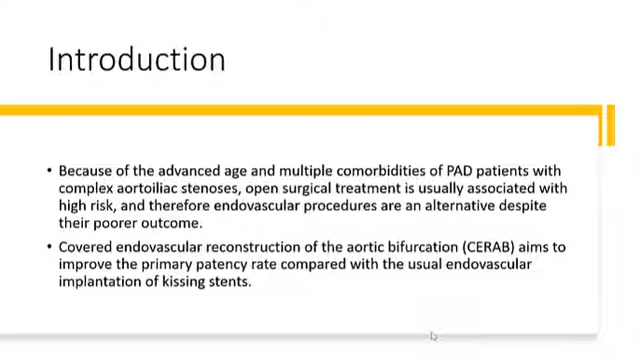 Introduction
• Because of the advanced age and multiple comorbidities of PAD patients with
complex aortoiliac stenoses, open surgical treatment is usually associated with
high risk, and therefore endovascular procedures are an alternative despite
their poorer outcome.
• Covered endovascular reconstruction of the aortic bifurcation (CERAB) aims to
improve the primary patency rate compared with the usual endovascular
implantation of kissing stents.